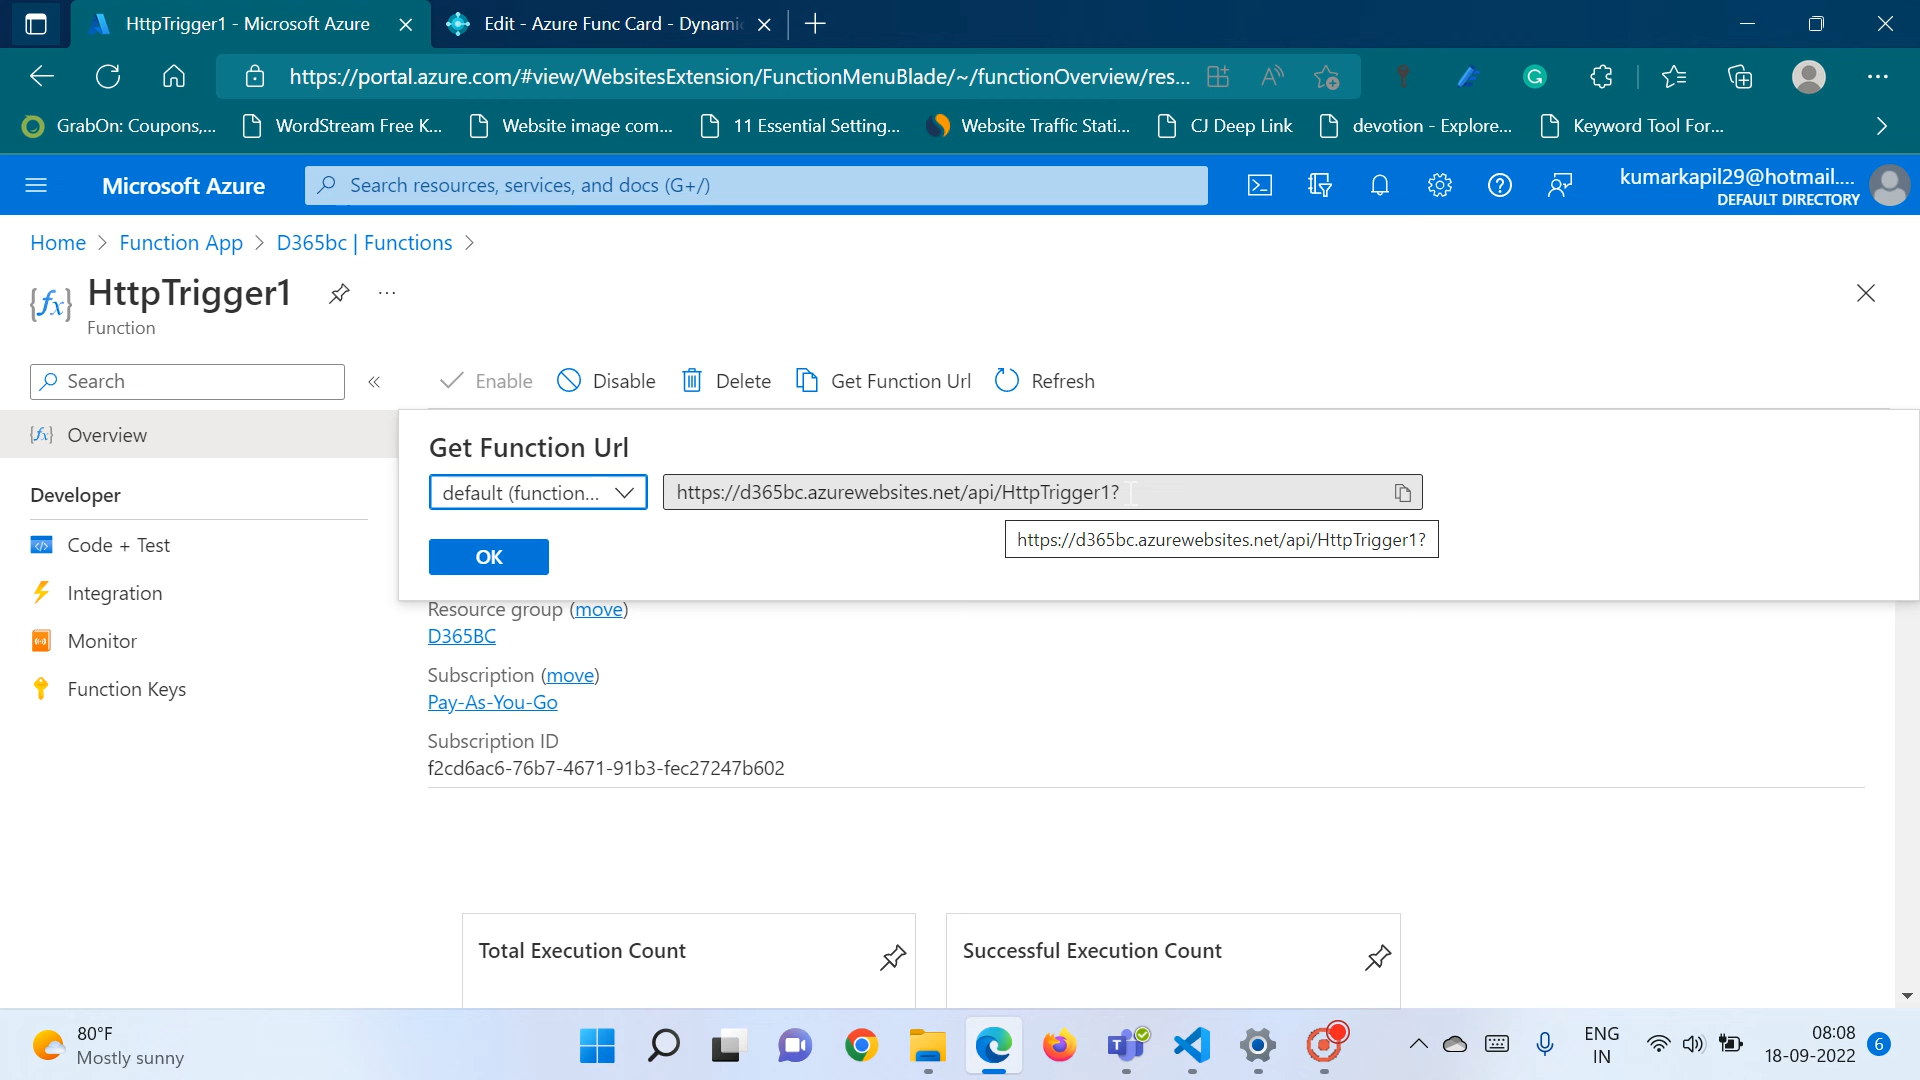 HttpTrigger1 - Microsoft Azure
Edit - Azure Func Card - Dynami
https://portal.azure.com/#view/WebsitesExtension/FunctionMenuBlade/~/functionOverview/res...
GrabOn: Coupons,...
WordStream Free K...
Website image com...
11 Essential Setting...
Website Traffic Stati...
CJ Deep Link
devotion - Explore...
Keyword Tool For...
Microsoft Azure
Search resources, services, and docs (G+/)
kumarkapil29@hotmail....
DEFAULT DIRECTORY
Home > Function App > D365bc | Functions >
HttpTrigger1
Function
Search
Enable
Disable
Delete
Get Function Url
Refresh
Overview
Developer
Code + Test
Integration
Monitor
Function Keys
Get Function Url
default (function...
https://d365bc.azurewebsites.net/api/HttpTrigger1?
https://d365bc.azurewebsites.net/api/HttpTrigger1?
OK
Resource group (move)
D365BC
Subscription (move)
Pay-As-You-Go
Subscription ID
f2cd6ac6-76b7-4671-91b3-fec27247b602
Total Execution Count
Successful Execution Count
80°F
Mostly sunny
ENG
IN
08:08
18-09-2022
6